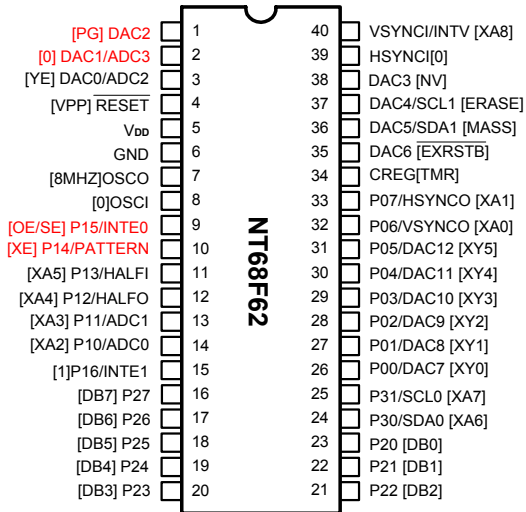 [PG] DAC2 1 40 VSYNCI/INTV [XA8]
[0] DAC1/ADC3 2 39 HSYNCI[0]
[YE] DAC0/ADC2 3 38 DAC3 [NV]
[VPP] RESET 4 37 DAC4/SCL1 [ERASE]
VDD 5 36 DAC5/SDA1 [MASS]
GND 6 35 DAC6 [EXRSTB]
[8MHZ]OSCO 7 34 CREG[TMR]
[0]OSCI 8 33 P07/HSYNCO [XA1]
[OE/SE] P15/INTE0 9 32 P06/VSYNCO [XA0]
[XE] P14/PATTERN 10 31 P05/DAC12 [XY5]
[XA5] P13/HALFI 11 30 P04/DAC11 [XY4]
[XA4] P12/HALFO 12 29 P03/DAC10 [XY3]
[XA3] P11/ADC1 13 28 P02/DAC9 [XY2]
[XA2] P10/ADC0 14 27 P01/DAC8 [XY1]
[1]P16/INTE1 15 26 P00/DAC7 [XY0]
[DB7] P27 16 25 P31/SCL0 [XA7]
[DB6] P26 17 24 P30/SDA0 [XA6]
[DB5] P25 18 23 P20 [DB0]
[DB4] P24 19 22 P21 [DB1]
[DB3] P23 20 21 P22 [DB2]
NT68F62